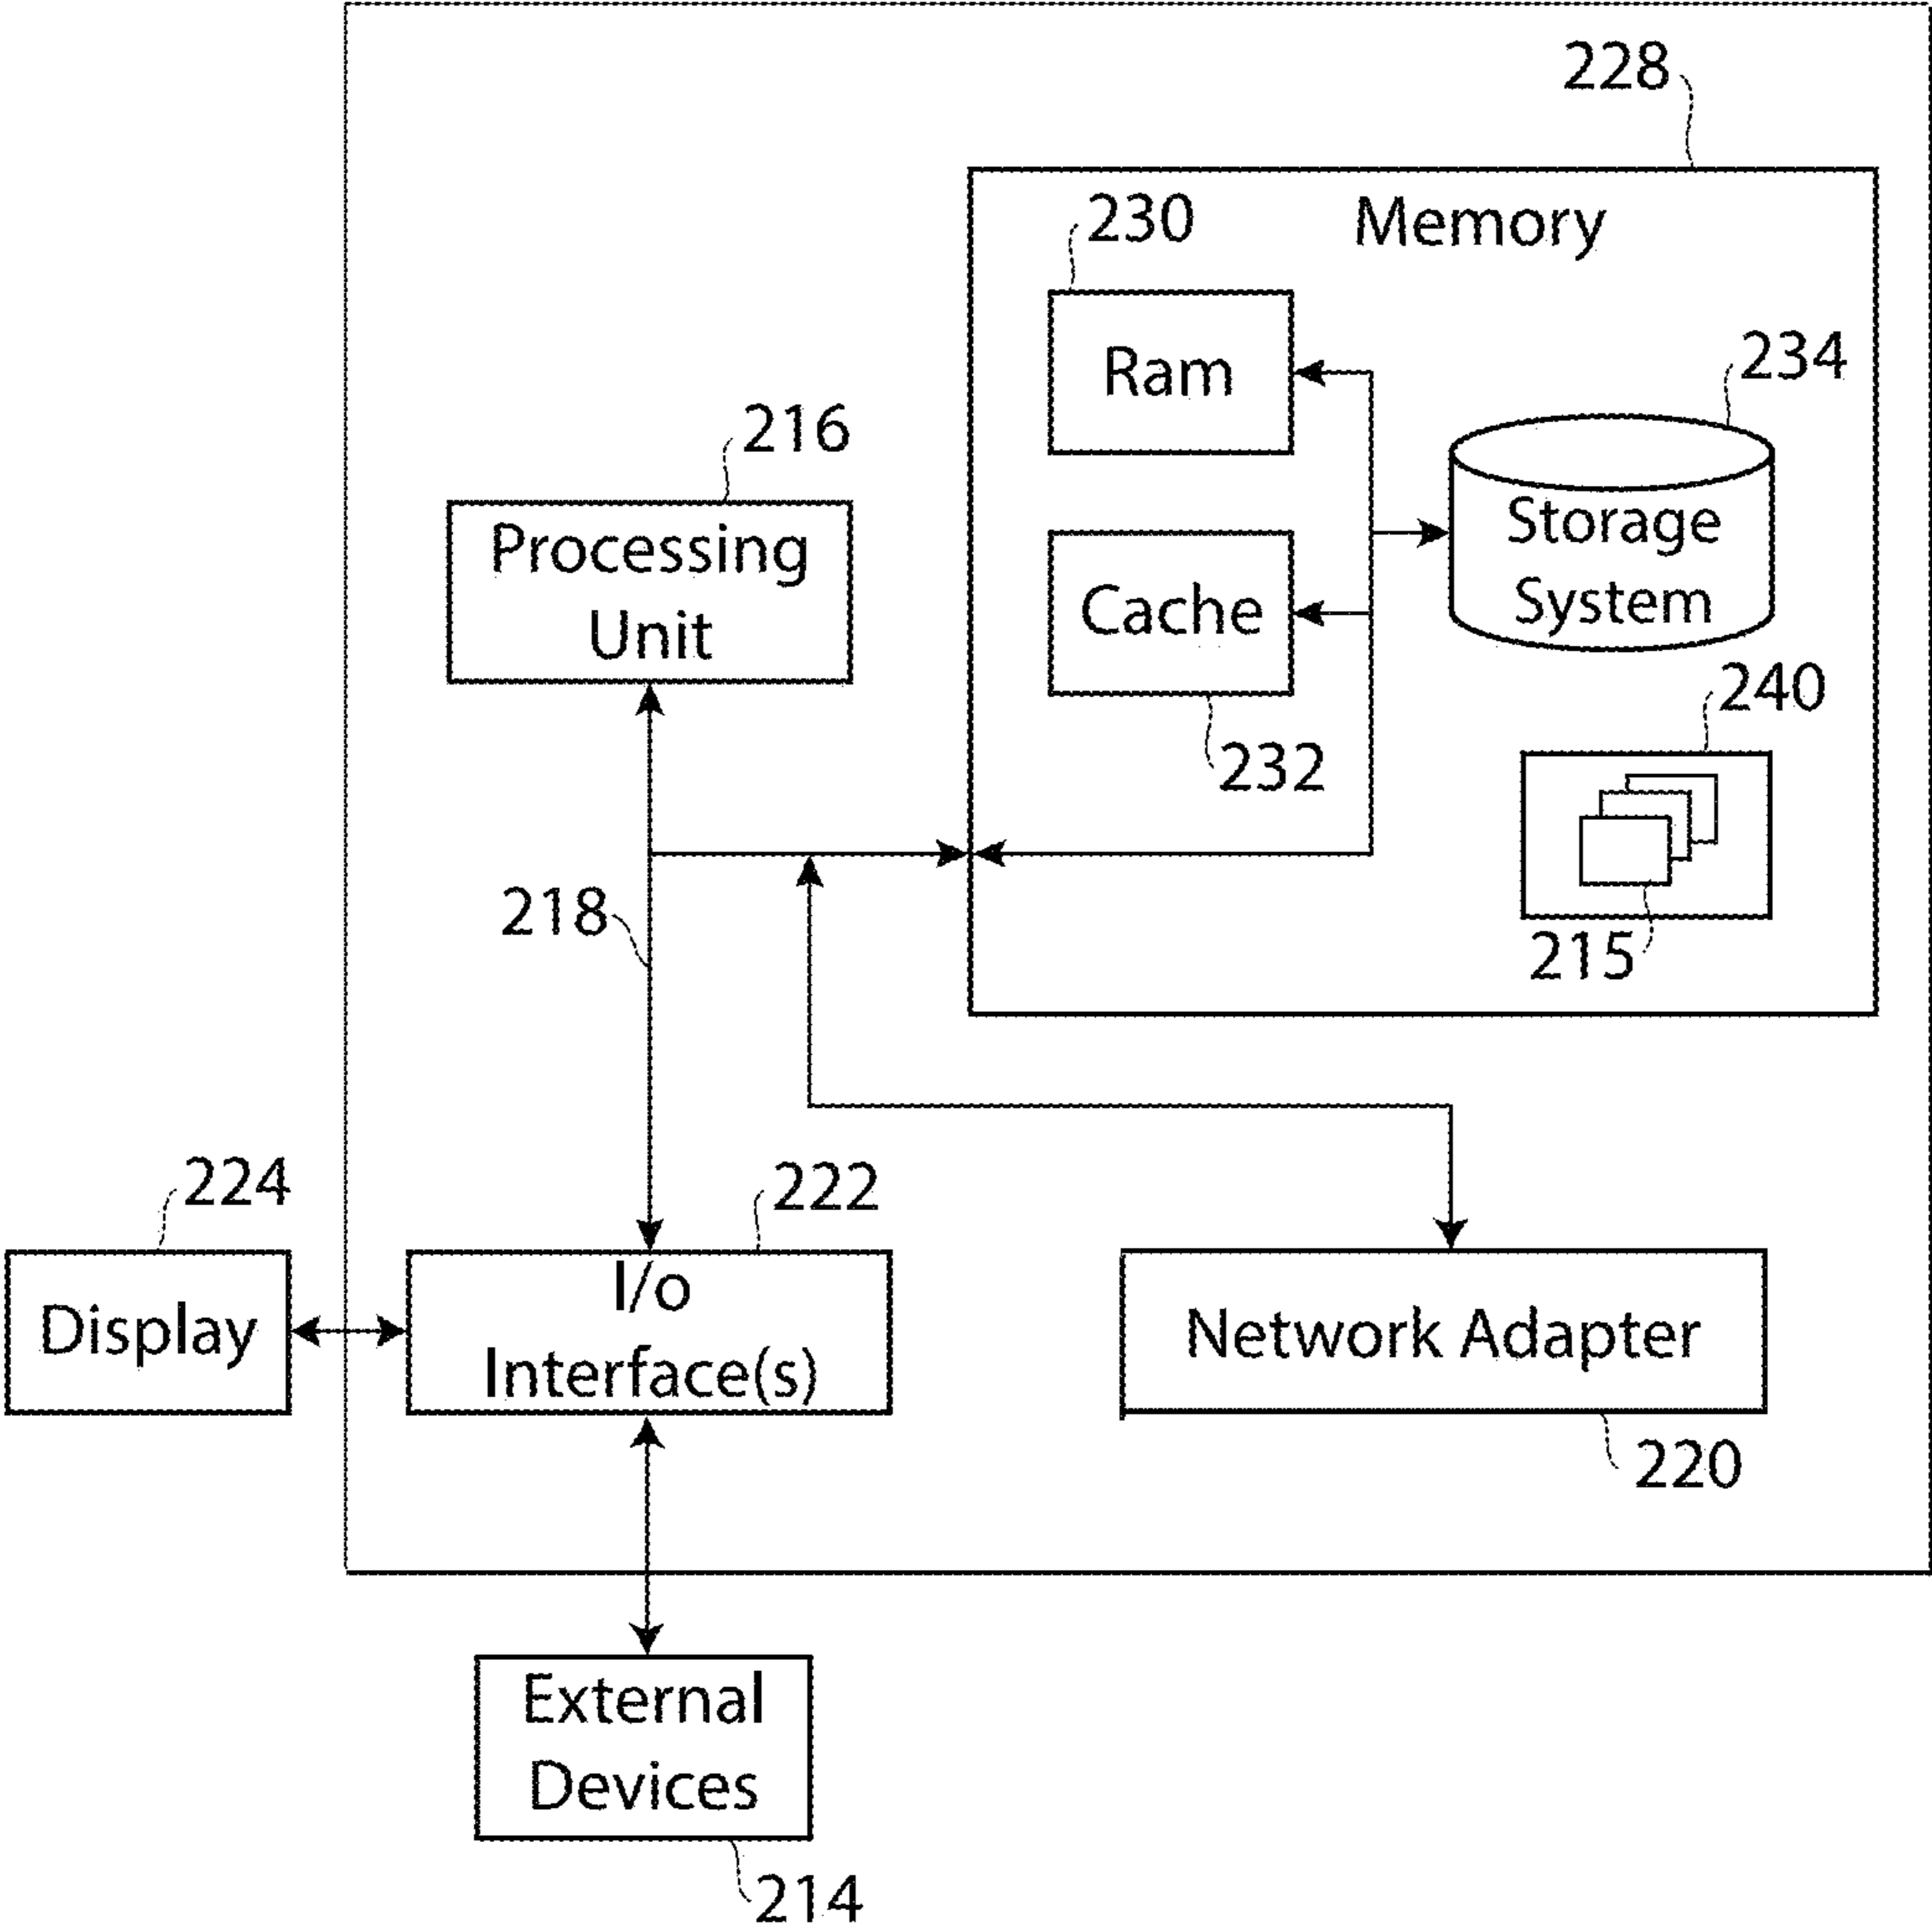 228
230
Memory
Ram
234
216
Storage
System
Processing
Unit
Cache
240
232
218
215
224
222
Display
I/o
Interface(s)
Network Adapter
220
External
Devices
214